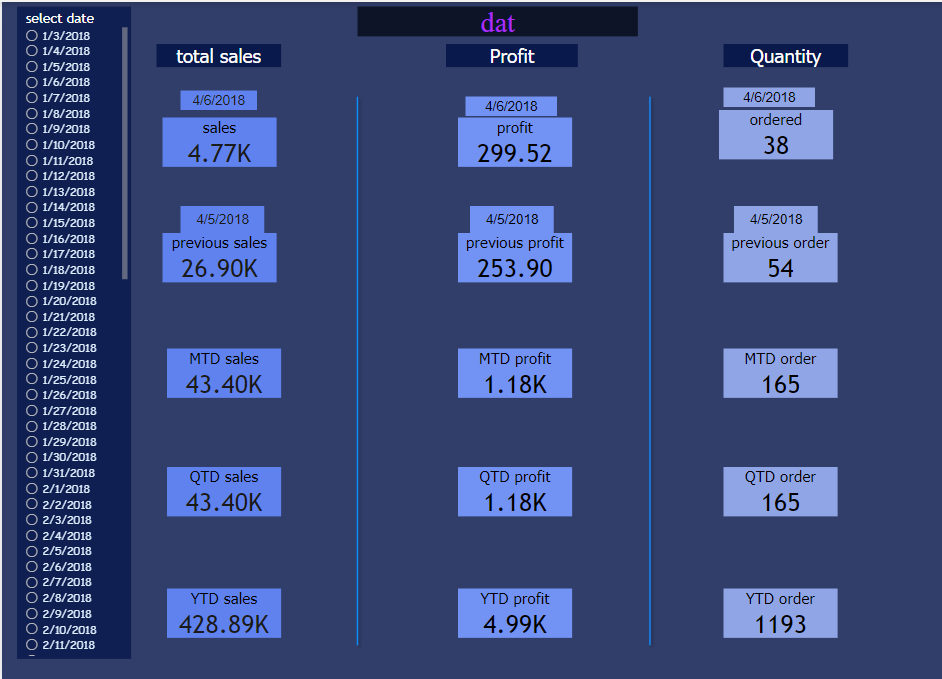 select date
1/3/2018
1/4/2018
1/5/2018
1/6/2018
1/7/2018
1/8/2018
1/9/2018
1/10/2018
1/11/2018
1/12/2018
1/13/2018
1/14/2018
1/15/2018
1/16/2018
1/17/2018
1/18/2018
1/19/2018
1/20/2018
1/21/2018
1/22/2018
1/23/2018
1/24/2018
1/25/2018
1/26/2018
1/27/2018
1/28/2018
1/29/2018
1/30/2018
1/31/2018
2/1/2018
2/2/2018
2/3/2018
2/4/2018
2/5/2018
2/6/2018
2/7/2018
2/8/2018
2/9/2018
2/10/2018
2/11/2018
dat
total sales
4/6/2018
sales
4.77K
4/5/2018
previous sales
26.90K
MTD sales
43.40K
QTD sales
43.40K
YTD sales
428.89K
Profit
4/6/2018
profit
299.52
4/5/2018
previous profit
253.90
MTD profit
1.18K
QTD profit
1.18K
YTD profit
4.99K
Quantity
4/6/2018
ordered
38
4/5/2018
previous order
54
MTD order
165
QTD order
165
YTD order
1193